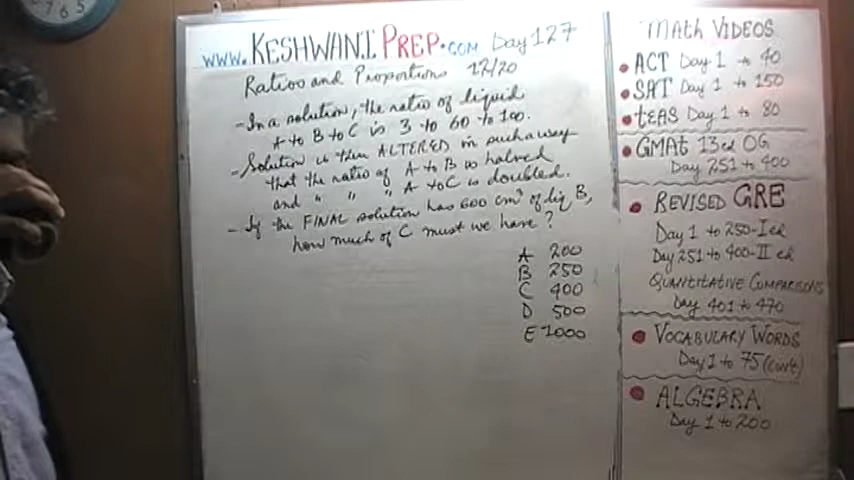 7 6 5
www.KESHWANI PREP.com Day 127
Ratios and Proportions 12/20
- In a solution, the ratio of liquid
A to B to C is 3 to 60 to 100.
- Solution is then ALTERED in such a way
that the ratio of A to B is halved
and " " " A to C is doubled.
- If the FINAL solution has 600 cm³ of liq B,
how much of C must we have?
A 200
B 250
C 400
D 500
E 1000
Math VIDEOS
ACT Day 1 to 40
SAT Day 1 to 150
tEAS Day 1 to 80
GMAt 13ed OG
Day 251 to 400
REVISED GRE
Day 1 to 250-I ed
Day 251 to 400-II ed
QUANTITATIVE COMPARISONS
Day 401 to 470
VOCABULARY WORDS
Day 1 to 75 (cont.)
ALGEBRA
Day 1 to 200